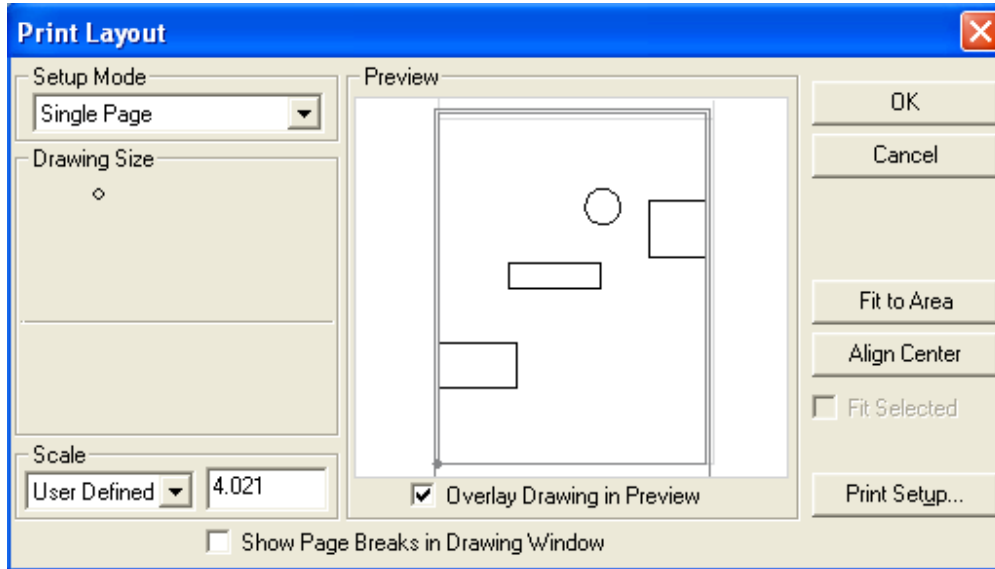 Print Layout
Setup Mode
Single Page
Drawing Size
Scale
User Defined
4.021
Preview
Overlay Drawing in Preview
Show Page Breaks in Drawing Window
OK
Cancel
Fit to Area
Align Center
Fit Selected
Print Setup...